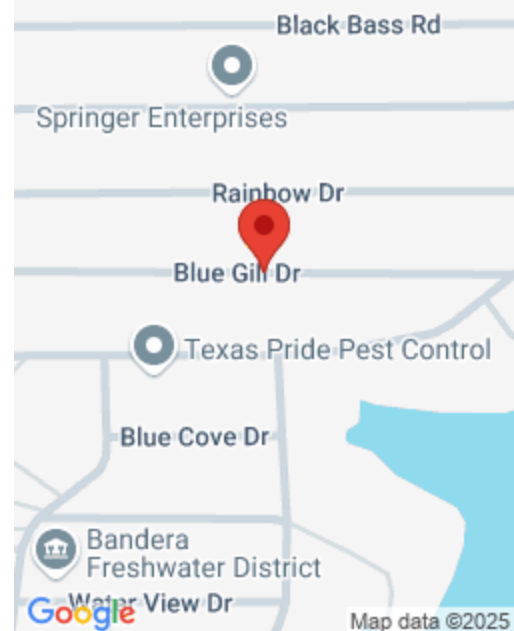 Black Bass Rd
Springer Enterprises
Rainbow Dr
Blue Gill Dr
Texas Pride Pest Control
Blue Cove Dr
Bandera
Freshwater District
Water View Dr
Google
Map data ©2025